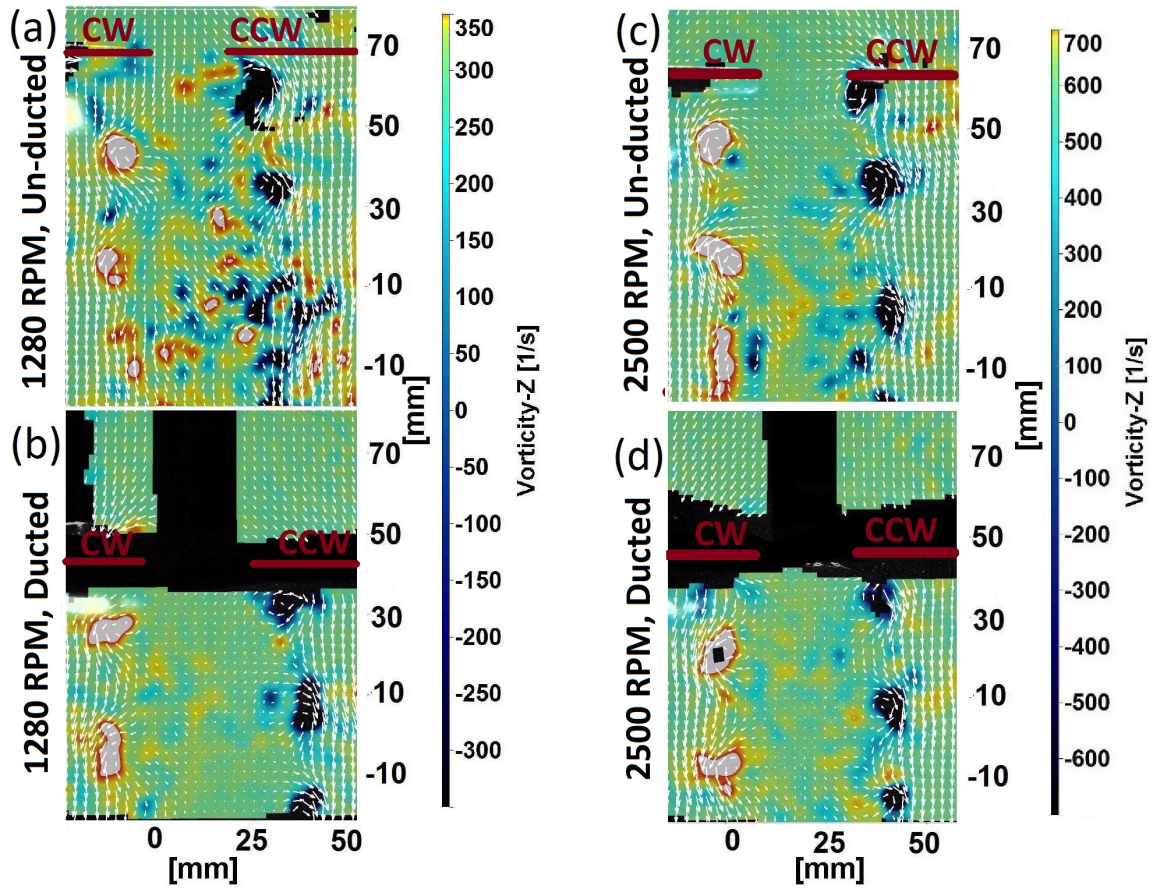 (a)
CW
CCW
1280 RPM, Un-ducted
70
50
30
10
-10
[mm]
350
300
250
200
150
100
50
0
-50
-100
-150
-200
-250
-300
Vorticity-Z [1/s]
(b)
CW
CCW
1280 RPM, Ducted
70
50
30
10
-10
0
25
50
[mm]
(c)
CW
CCW
2500 RPM, Un-ducted
70
50
30
10
-10
[mm]
700
600
500
400
300
200
100
0
-100
-200
-300
-400
-500
-600
Vorticity-Z [1/s]
(d)
CW
CCW
2500 RPM, Ducted
70
50
30
10
-10
0
25
50
[mm]